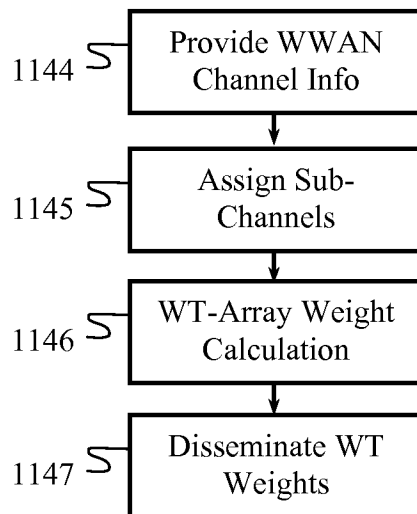 1144
Provide WWAN
Channel Info
1145
Assign Sub-
Channels
1146
WT-Array Weight
Calculation
1147
Disseminate WT
Weights